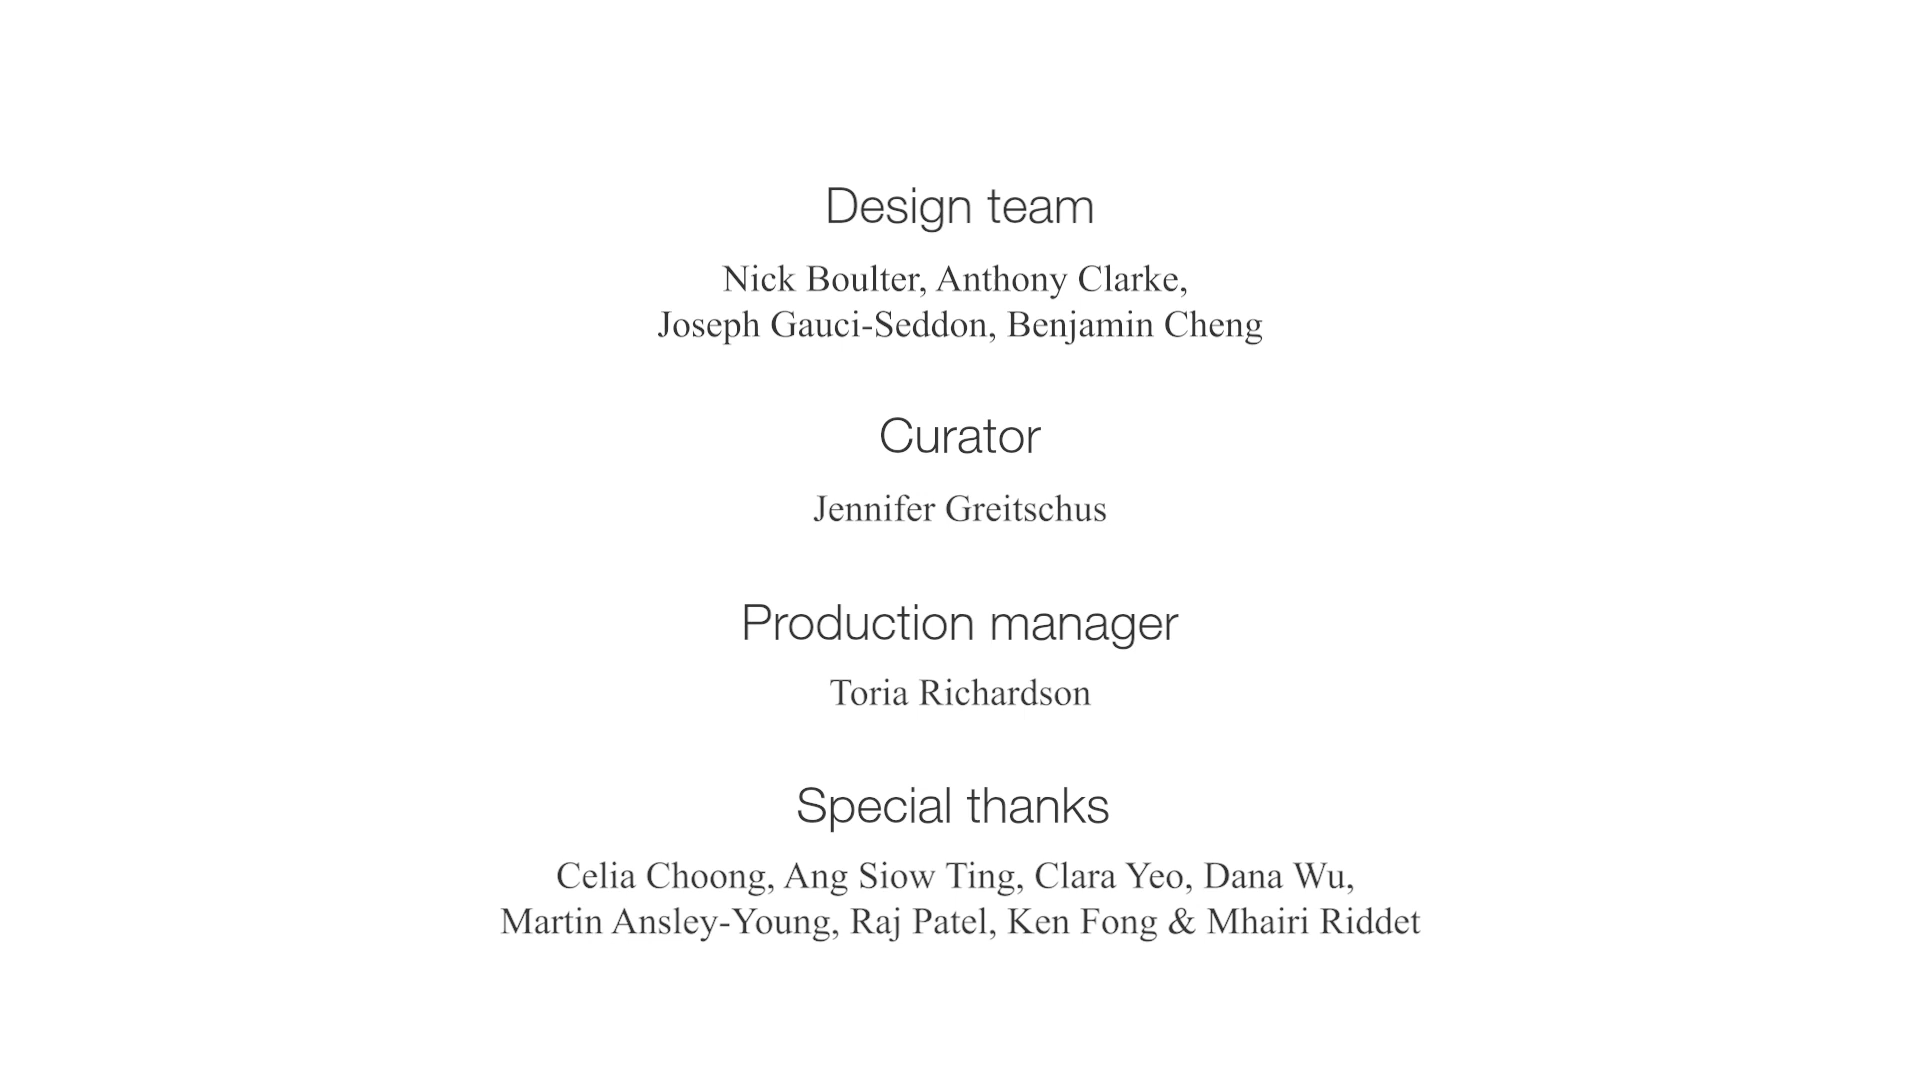 Design team
Nick Boulter, Anthony Clarke,
Joseph Gauci-Seddon, Benjamin Cheng
Curator
Jennifer Greitschus
Production manager
Toria Richardson
Special thanks
Celia Choong, Ang Siow Ting, Clara Yeo, Dana Wu,
Martin Ansley-Young, Raj Patel, Ken Fong & Mhairi Riddet